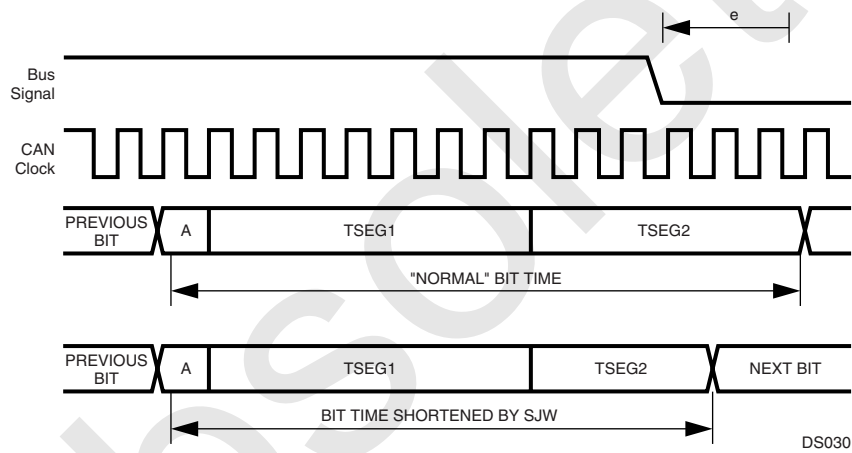 e
Bus
Signal
CAN
Clock
PREVIOUS
BIT
A
TSEG1
TSEG2
"NORMAL" BIT TIME
PREVIOUS
BIT
A
TSEG1
TSEG2
NEXT BIT
BIT TIME SHORTENED BY SJW
DS030